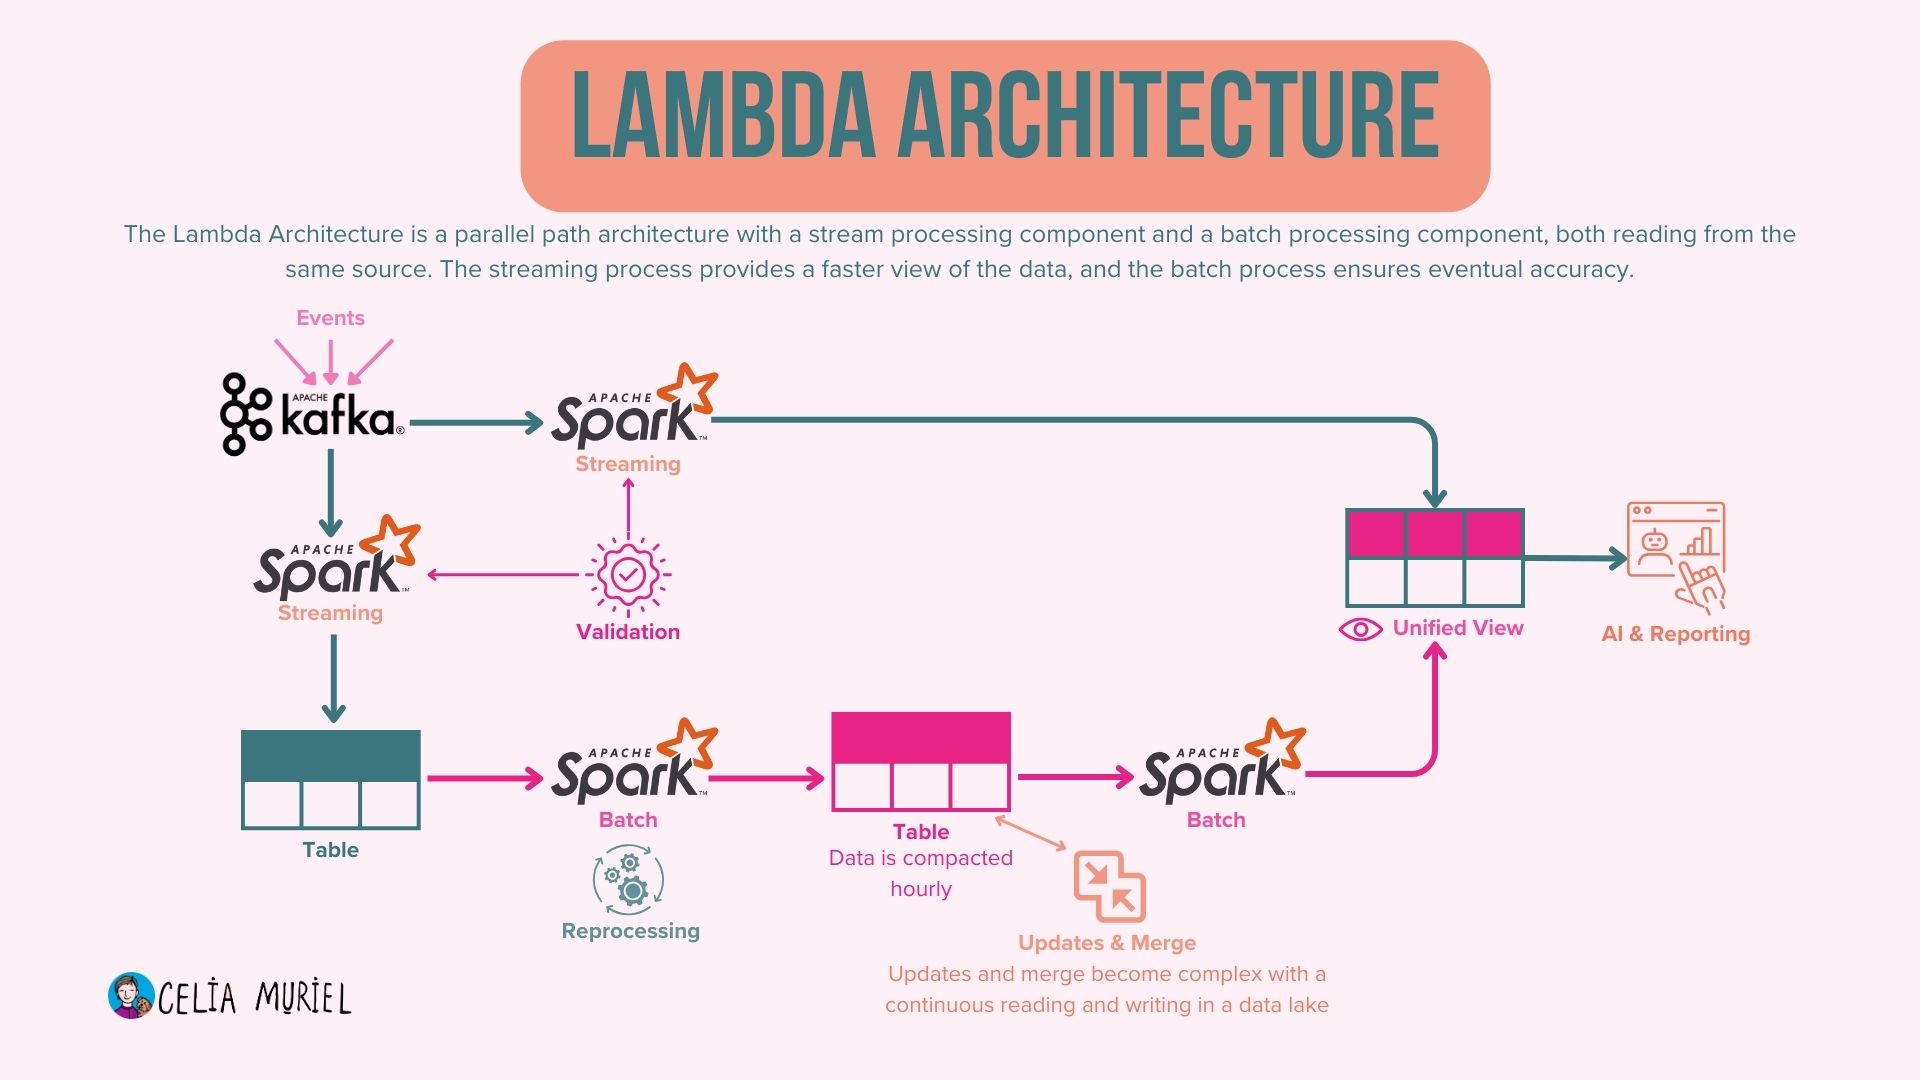 LAMBDA ARCHITECTURE
The Lambda Architecture is a parallel path architecture with a stream processing component and a batch processing component, both reading from the
same source. The streaming process provides a faster view of the data, and the batch process ensures eventual accuracy.
Events
APACHE
kafka®
APACHE
Spark™
Streaming
APACHE
Spark™
Streaming
Validation
Unified View
AI & Reporting
Table
APACHE
Spark™
Batch
Reprocessing
Table
Data is compacted
hourly
APACHE
Spark™
Batch
Updates & Merge
Updates and merge become complex with a
continuous reading and writing in a data lake
CELIA MURIEL